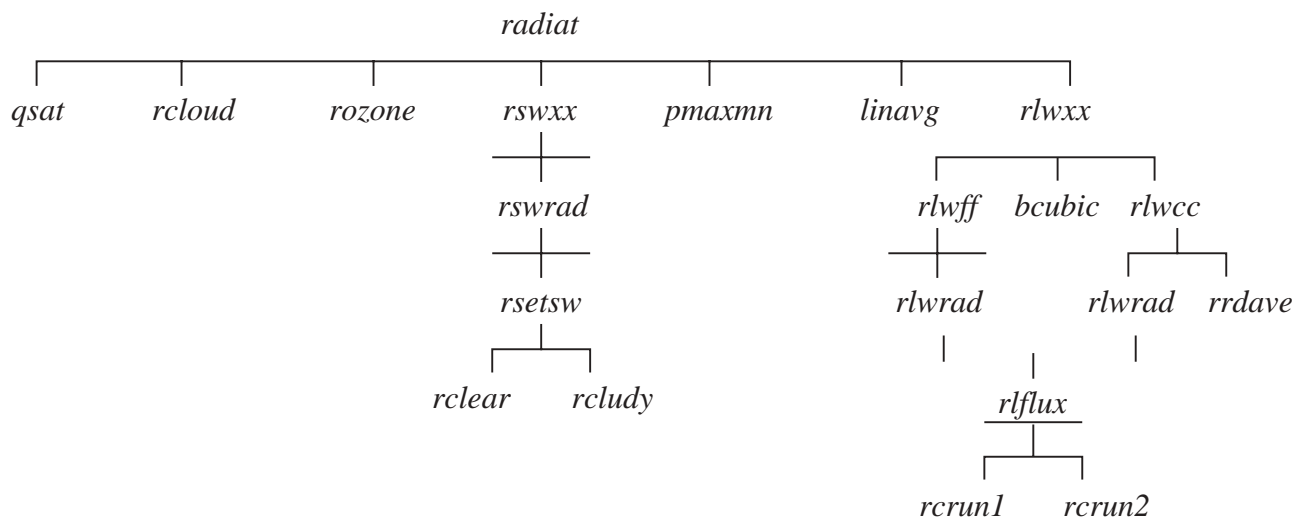 radiat
qsat rcloud rozone rswxx pmaxmn linavg rlwxx
rswrad rlwff bcubic rlwcc
rsetsw rlwrad rlwrad rrdave
rclear rcludy rlflux
rcrun1 rcrun2